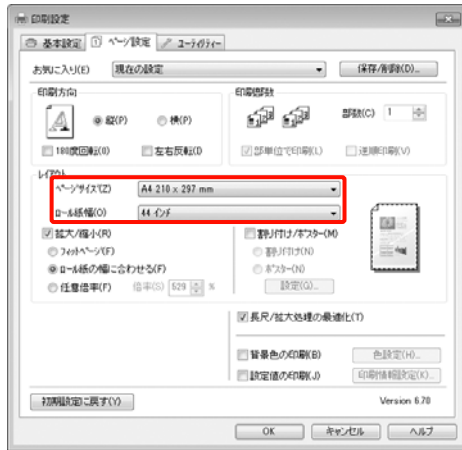 印刷設定
基本設定 ページ設定 ユーティリティー
お気に入り(E) 現在の設定 保存/削除(D)...
印刷方向
縦(P) 横(P)
180度回転(0) 左右反転(I)
印刷部数
部数(C) 1
部単位で印刷(L) 逆順印刷(V)
レイアウト
ページサイズ(Z) A4 210 x 297 mm
ロール紙幅(O) 44 インチ
拡大/縮小(R)
フィットページ(F)
ロール紙の幅に合わせる(F)
任意倍率(F) 倍率(S) 529 %
割り付け/ポスター(M)
割り付け(N)
ポスター(N)
設定(G)...
長尺/拡大処理の最適化(T)
背景色の印刷(B) 色設定(H)...
設定値の印刷(J) 印刷情報設定(K)...
初期設定に戻す(Y) Version 6.70
OK キャンセル ヘルプ